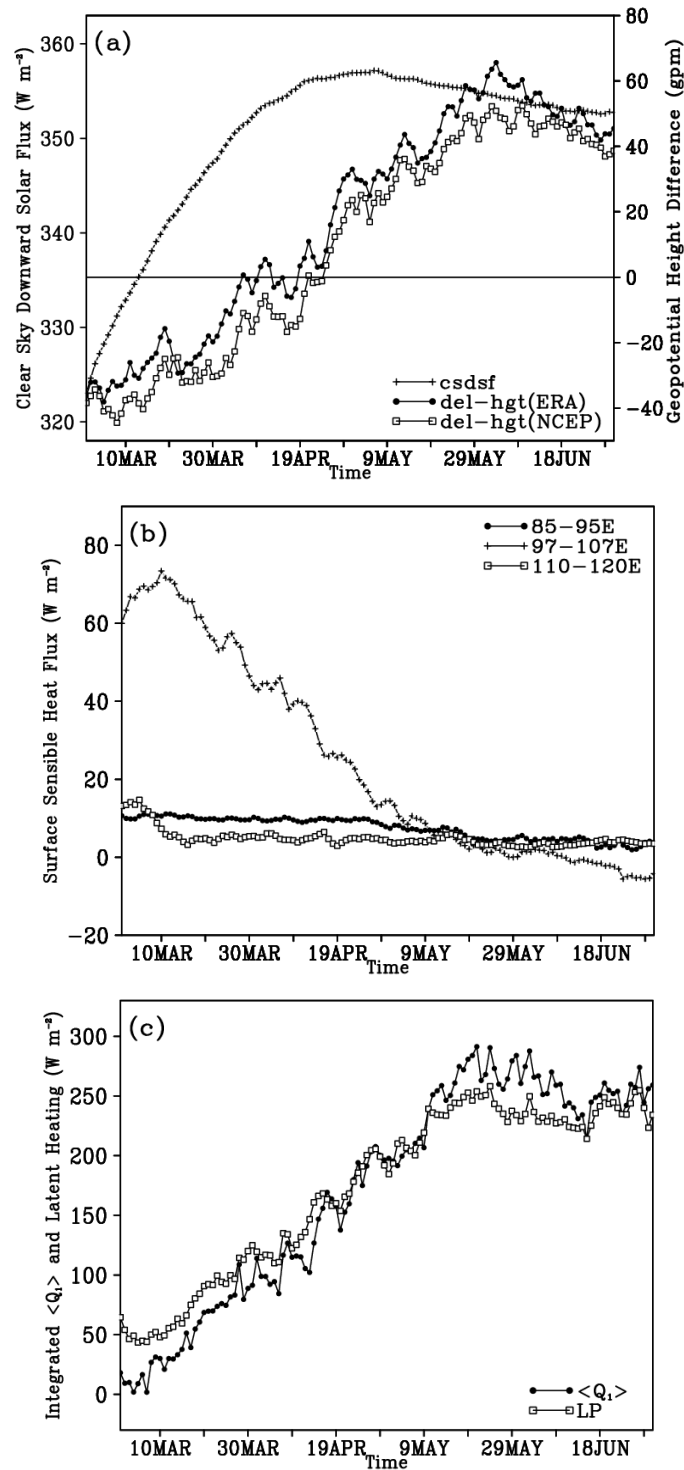 (a)
Clear Sky Downward Solar Flux (W m⁻²)
360
350
340
330
320
80
60
40
20
0
−20
−40
Geopotential Height Difference (gpm)
csdsf
del-hgt(ERA)
del-hgt(NCEP)
10MAR 30MAR 19APR 9MAY 29MAY 18JUN
Time
(b)
Surface Sensible Heat Flux (W m⁻²)
80
60
40
20
0
−20
85−95E
97−107E
110−120E
10MAR 30MAR 19APR 9MAY 29MAY 18JUN
Time
(c)
Integrated <Q₁> and Latent Heating (W m⁻²)
300
250
200
150
100
50
0
<Q₁>
LP
10MAR 30MAR 19APR 9MAY 29MAY 18JUN
Time